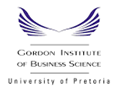 GORDON INSTITUTE
OF BUSINESS SCIENCE
University of Pretoria